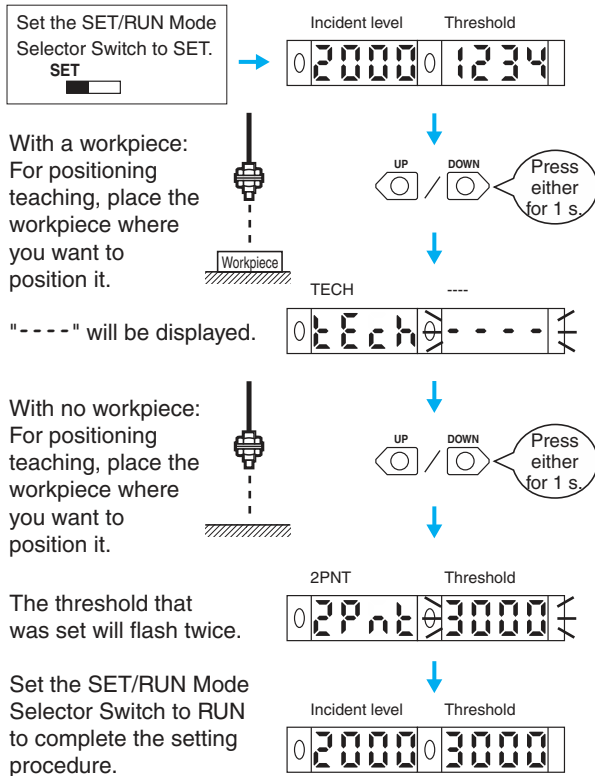 Set the SET/RUN Mode
Selector Switch to SET.
SET
Incident level Threshold
2000 1234
With a workpiece:
For positioning
teaching, place the
workpiece where
you want to
position it.
Workpiece
UP / DOWN
Press
either
for 1 s.
TECH ----
"----" will be displayed.
tEch ----
With no workpiece:
For positioning
teaching, place the
workpiece where
you want to
position it.
UP / DOWN
Press
either
for 1 s.
2PNT Threshold
The threshold that
was set will flash twice.
2Pnt 3000
Set the SET/RUN Mode
Selector Switch to RUN
to complete the setting
procedure.
Incident level Threshold
2000 3000